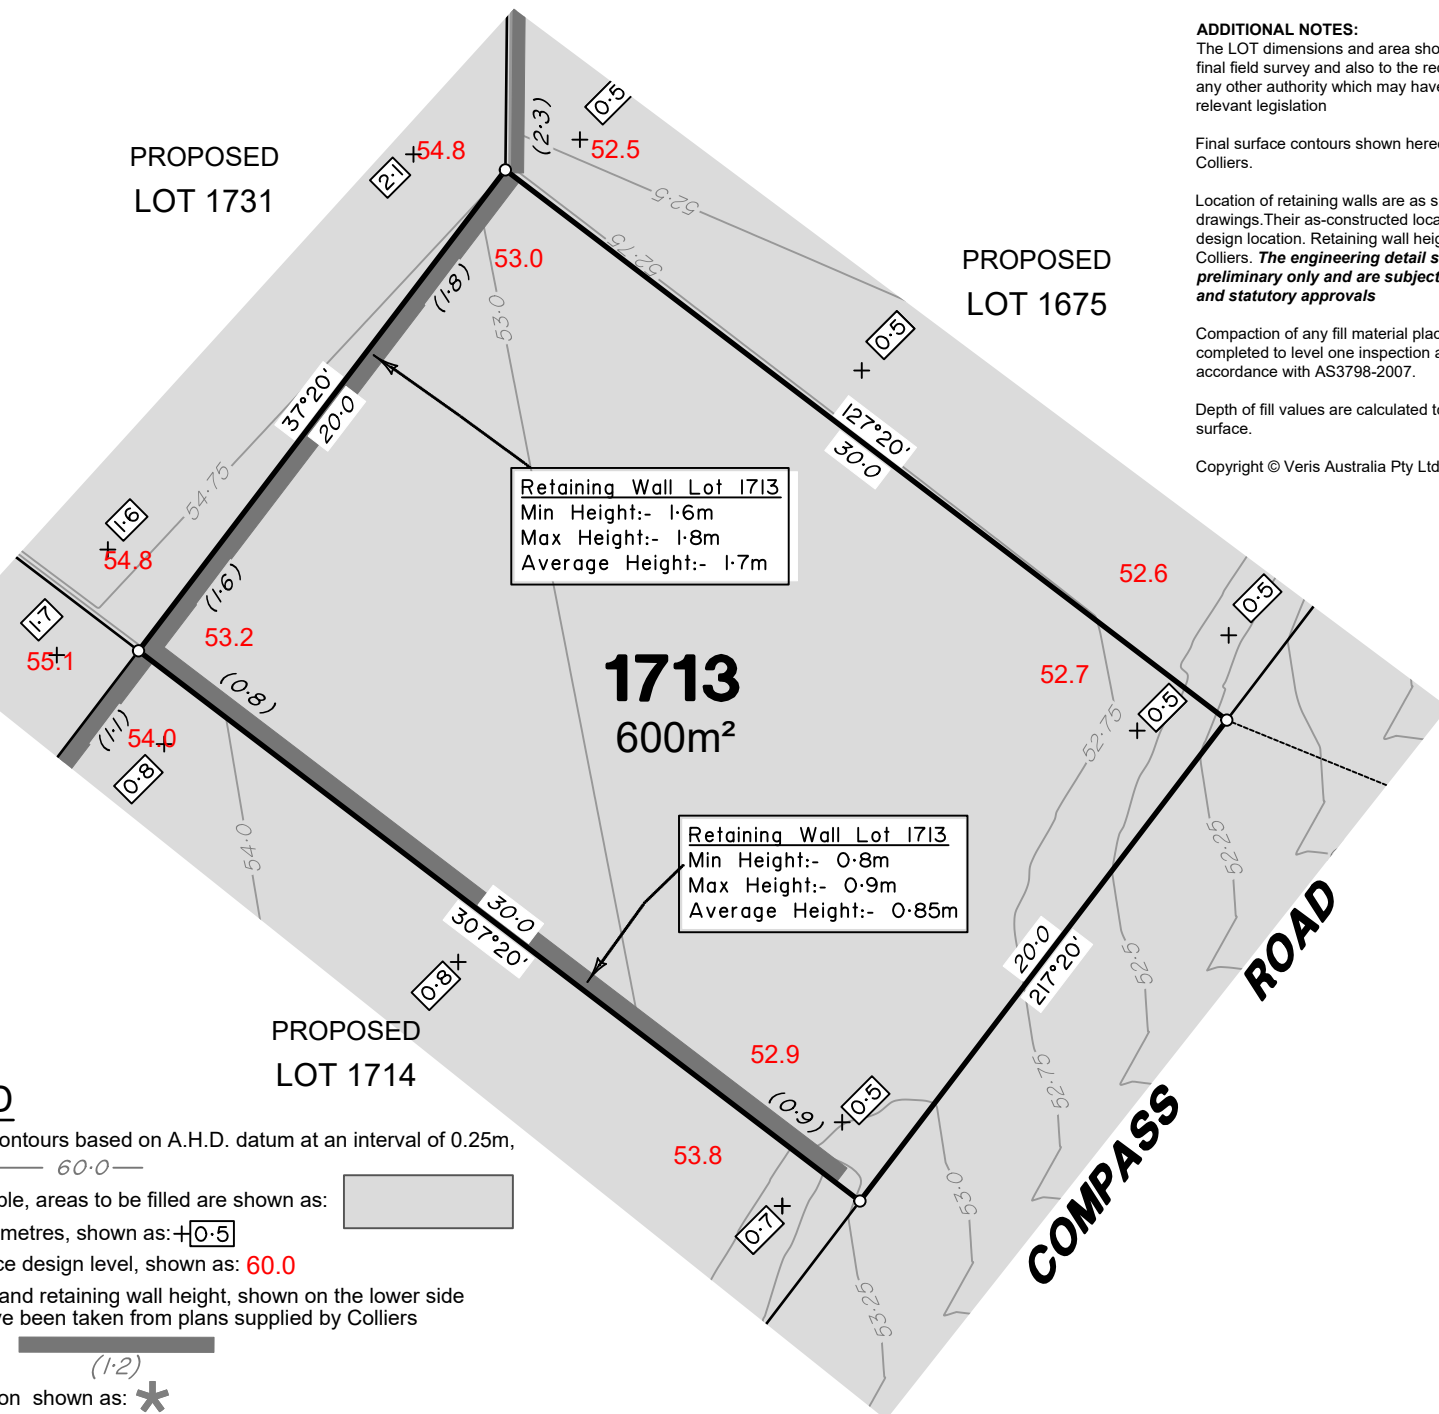 ADDITIONAL NOTES:
The LOT dimensions and area sho
final field survey and also to the re
any other authority which may have
relevant legislation
Final surface contours shown here
Colliers.
Location of retaining walls are as s
drawings.Their as-constructed loca
design location. Retaining wall heig
Colliers. The engineering detail s
preliminary only and are subject
and statutory approvals
Compaction of any fill material plac
completed to level one inspection a
accordance with AS3798-2007.
Depth of fill values are calculated to
surface.
Copyright © Veris Australia Pty Ltd
PROPOSED
LOT 1731
2·1
54.8
(2·3)
0·5
52.5
52·5
52·75
53.0
(1·8)
53·0
PROPOSED
LOT 1675
0·5
37°20'
20·0
127°20'
30·0
54·75
1·6
54.8
Retaining Wall Lot 1713
Min Height:- 1·6m
Max Height:- 1·8m
Average Height:- 1·7m
(1·6)
1·7
55.1
53.2
(0·8)
(1·1)
54.0
0·8
54·0
1713
600m²
52.6
0·5
52.7
0·5
52·75
52·25
52·5
Retaining Wall Lot 1713
Min Height:- 0·8m
Max Height:- 0·9m
Average Height:- 0·85m
30·0
307°20'
0·8
20·0
217°20'
COMPASS ROAD
PROPOSED
LOT 1714
52.9
(0·9)
0·5
52·75
53.8
0·7
53·0
53·25
D
ontours based on A.H.D. datum at an interval of 0.25m,
60·0
ble, areas to be filled are shown as:
metres, shown as: + 0·5
ce design level, shown as: 60.0
and retaining wall height, shown on the lower side
ve been taken from plans supplied by Colliers
(1·2)
on shown as: